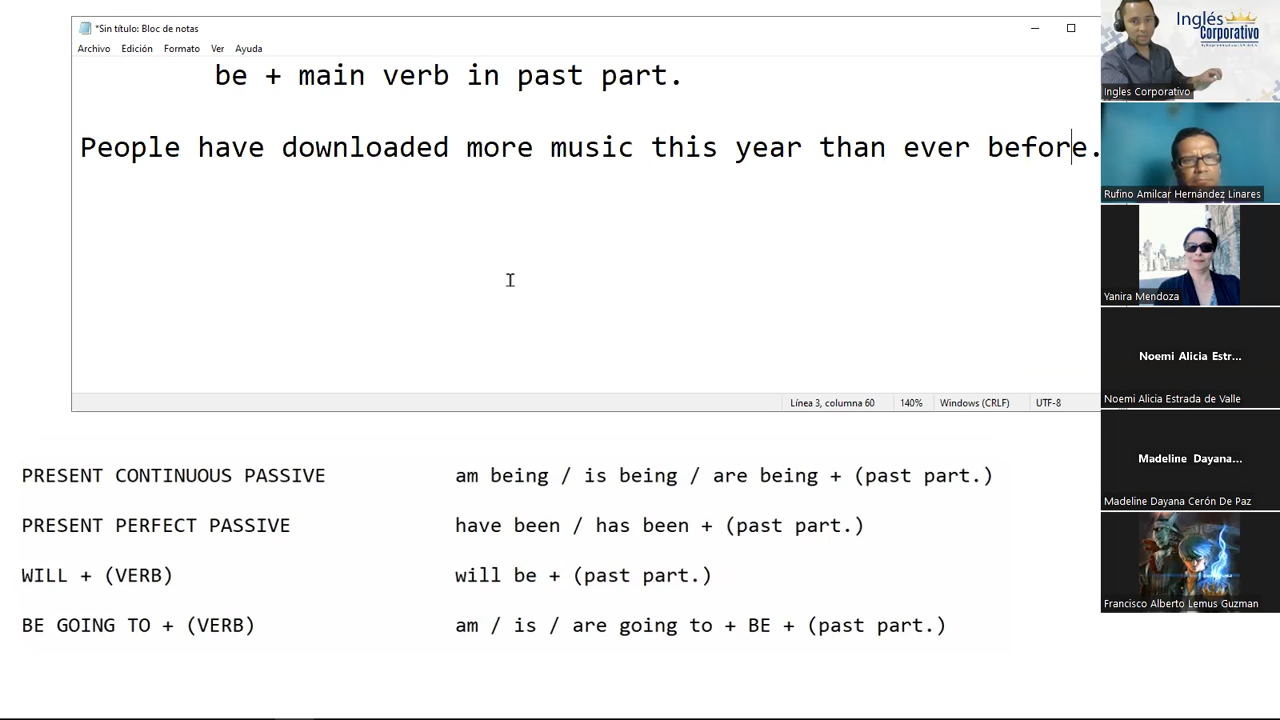 *Sin título: Bloc de notas
Archivo Edición Formato Ver Ayuda
be + main verb in past part.
People have downloaded more music this year than ever before.
Línea 3, columna 60 140% Windows (CRLF) UTF-8
PRESENT CONTINUOUS PASSIVE am being / is being / are being + (past part.)
PRESENT PERFECT PASSIVE have been / has been + (past part.)
WILL + (VERB) will be + (past part.)
BE GOING TO + (VERB) am / is / are going to + BE + (past part.)
Inglés
Corporativo
Ingles Corporativo
Rufino Amilcar Hernández Linares
Yanira Mendoza
Noemi Alicia Estr...
Noemi Alicia Estrada de Valle
Madeline Dayana...
Madeline Dayana Cerón De Paz
Francisco Alberto Lemus Guzman